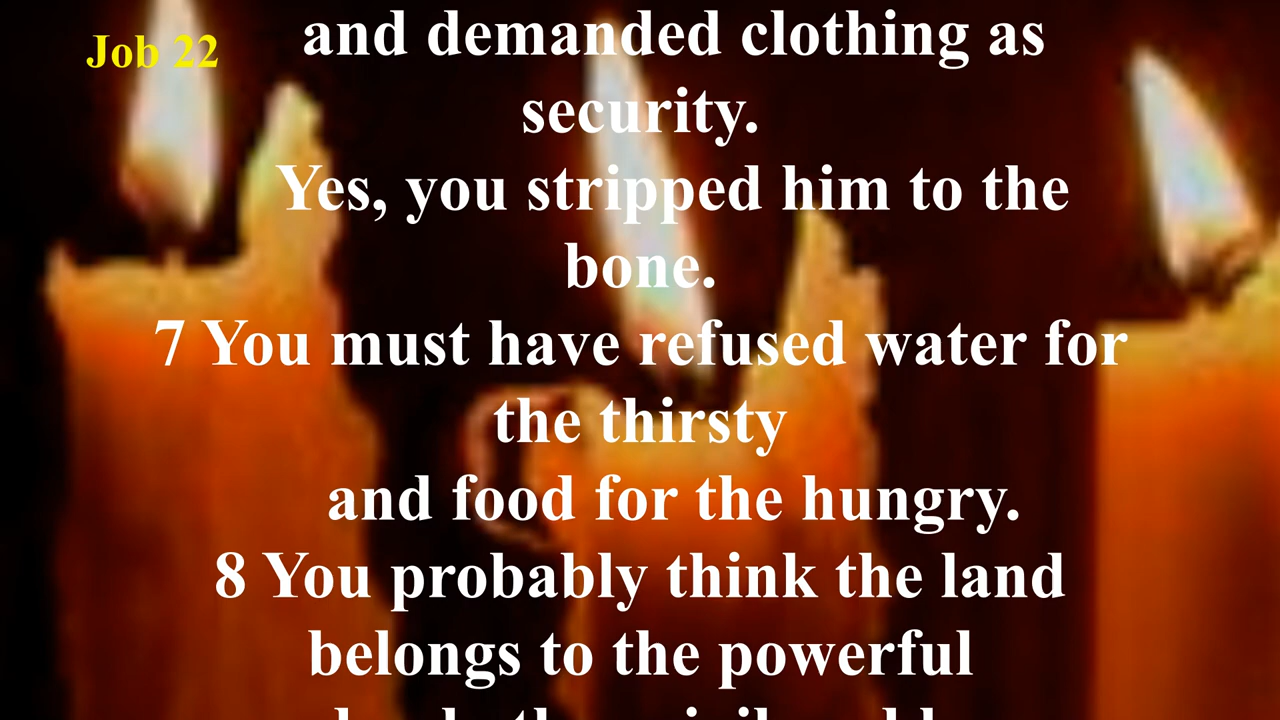 Job 22
and demanded clothing as
security.
Yes, you stripped him to the
bone.
7 You must have refused water for
the thirsty
and food for the hungry.
8 You probably think the land
belongs to the powerful